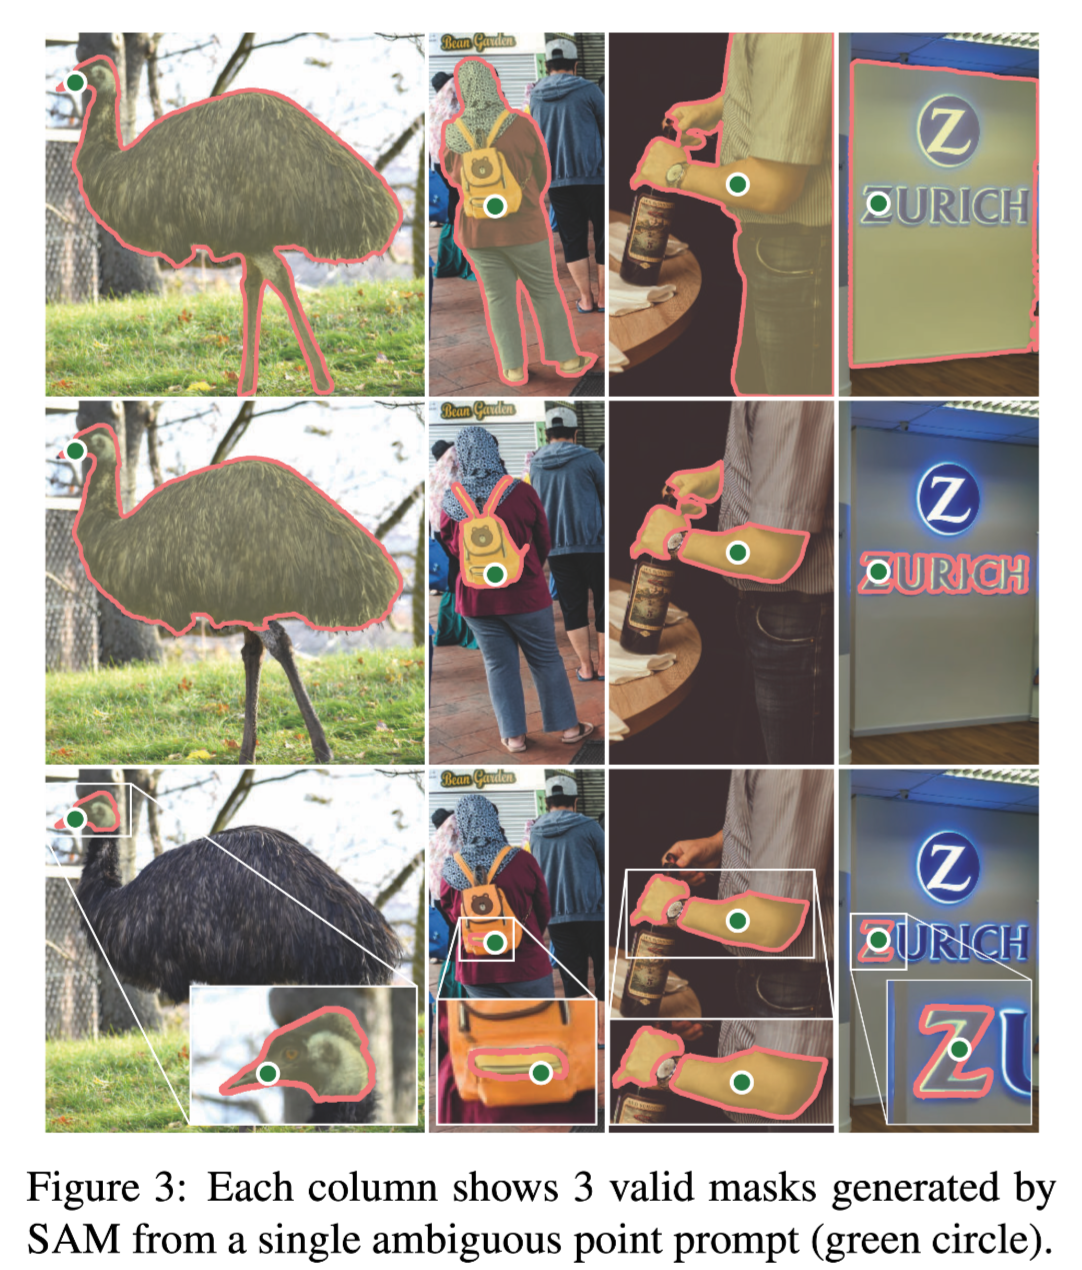 Bean Garden
Z
ZURICH
Bean Garden
Z
ZURICH
Bean Garden
Z
ZURICH
Z U
Figure 3: Each column shows 3 valid masks generated by
SAM from a single ambiguous point prompt (green circle).